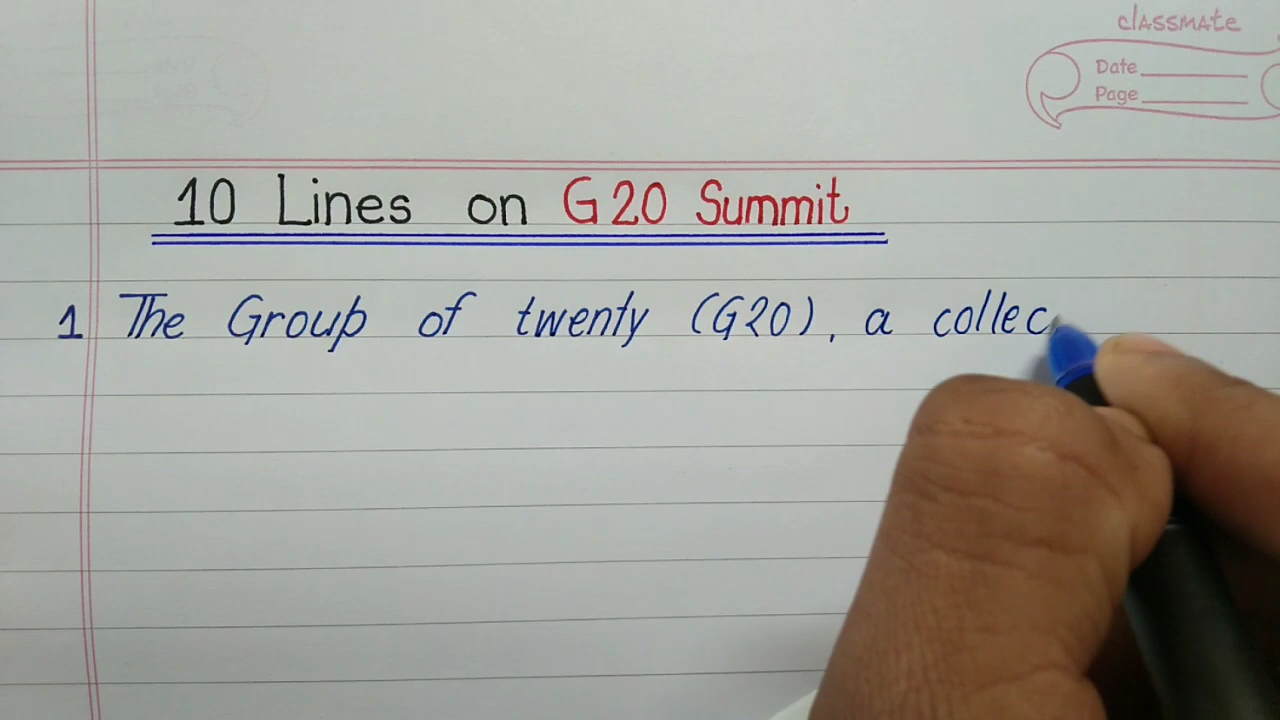 classmate
Date
Page
10 Lines on G20 Summit
1 The Group of twenty (G20), a collec